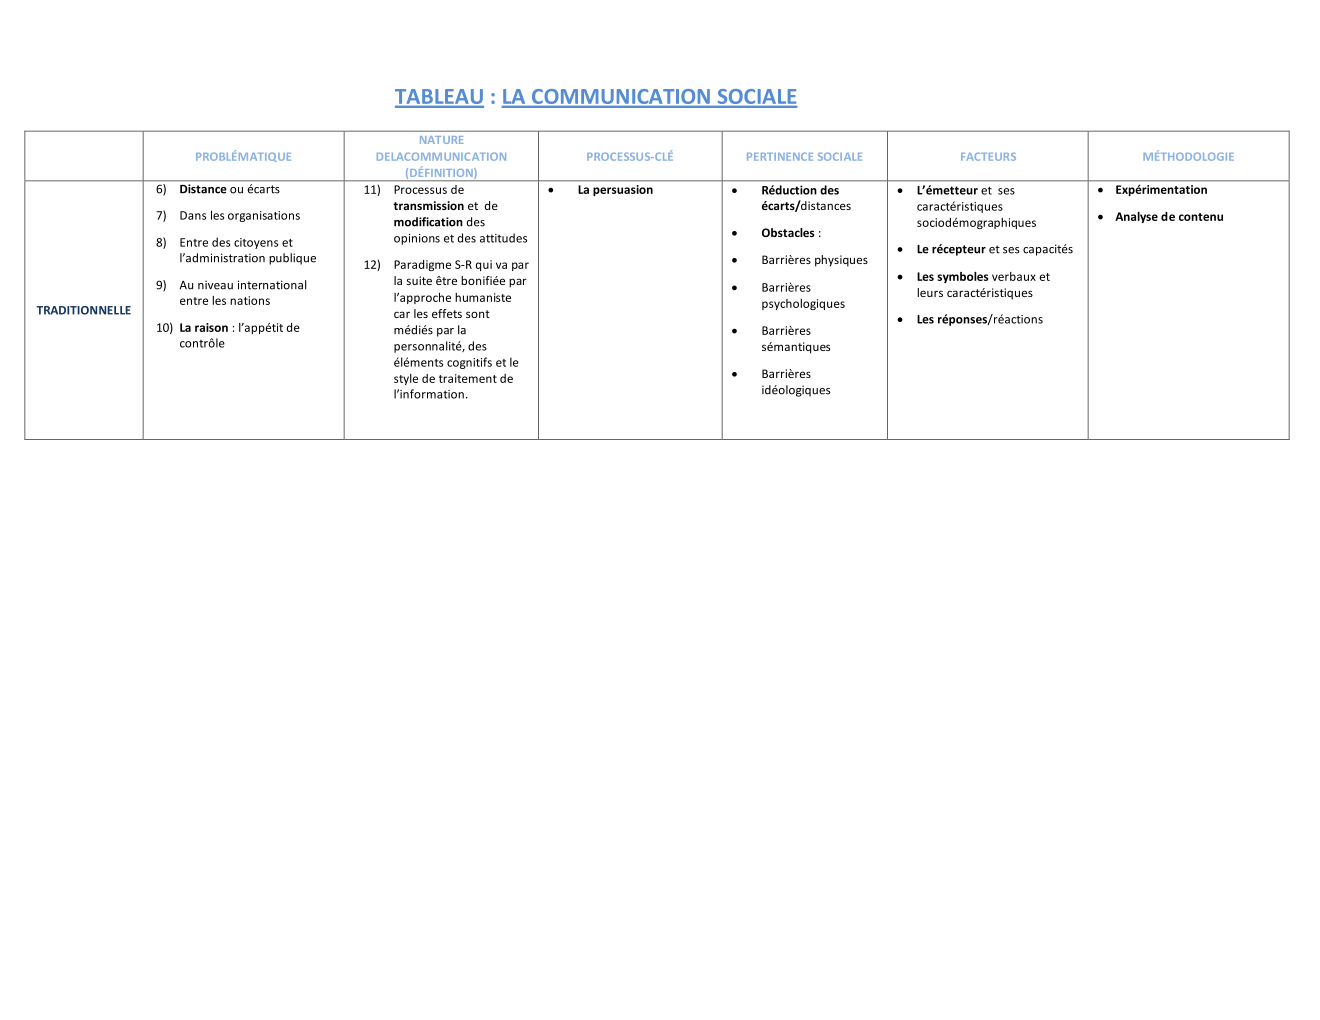 TABLEAU : LA COMMUNICATION SOCIALE
PROBLÉMATIQUE
NATURE
DELACOMMUNICATION
(DÉFINITION)
PROCESSUS-CLÉ
PERTINENCE SOCIALE
FACTEURS
MÉTHODOLOGIE
TRADITIONNELLE
6) Distance ou écarts
7) Dans les organisations
8) Entre des citoyens et
l’administration publique
9) Au niveau international
entre les nations
10) La raison : l’appétit de
contrôle
11) Processus de
transmission et de
modification des
opinions et des attitudes
12) Paradigme S-R qui va par
la suite être bonifiée par
l’approche humaniste
car les effets sont
médiés par la
personnalité, des
éléments cognitifs et le
style de traitement de
l’information.
• La persuasion
• Réduction des
écarts/distances
• Obstacles :
• Barrières physiques
• Barrières
psychologiques
• Barrières
sémantiques
• Barrières
idéologiques
• L’émetteur et ses
caractéristiques
sociodémographiques
• Le récepteur et ses capacités
• Les symboles verbaux et
leurs caractéristiques
• Les réponses/réactions
• Expérimentation
• Analyse de contenu